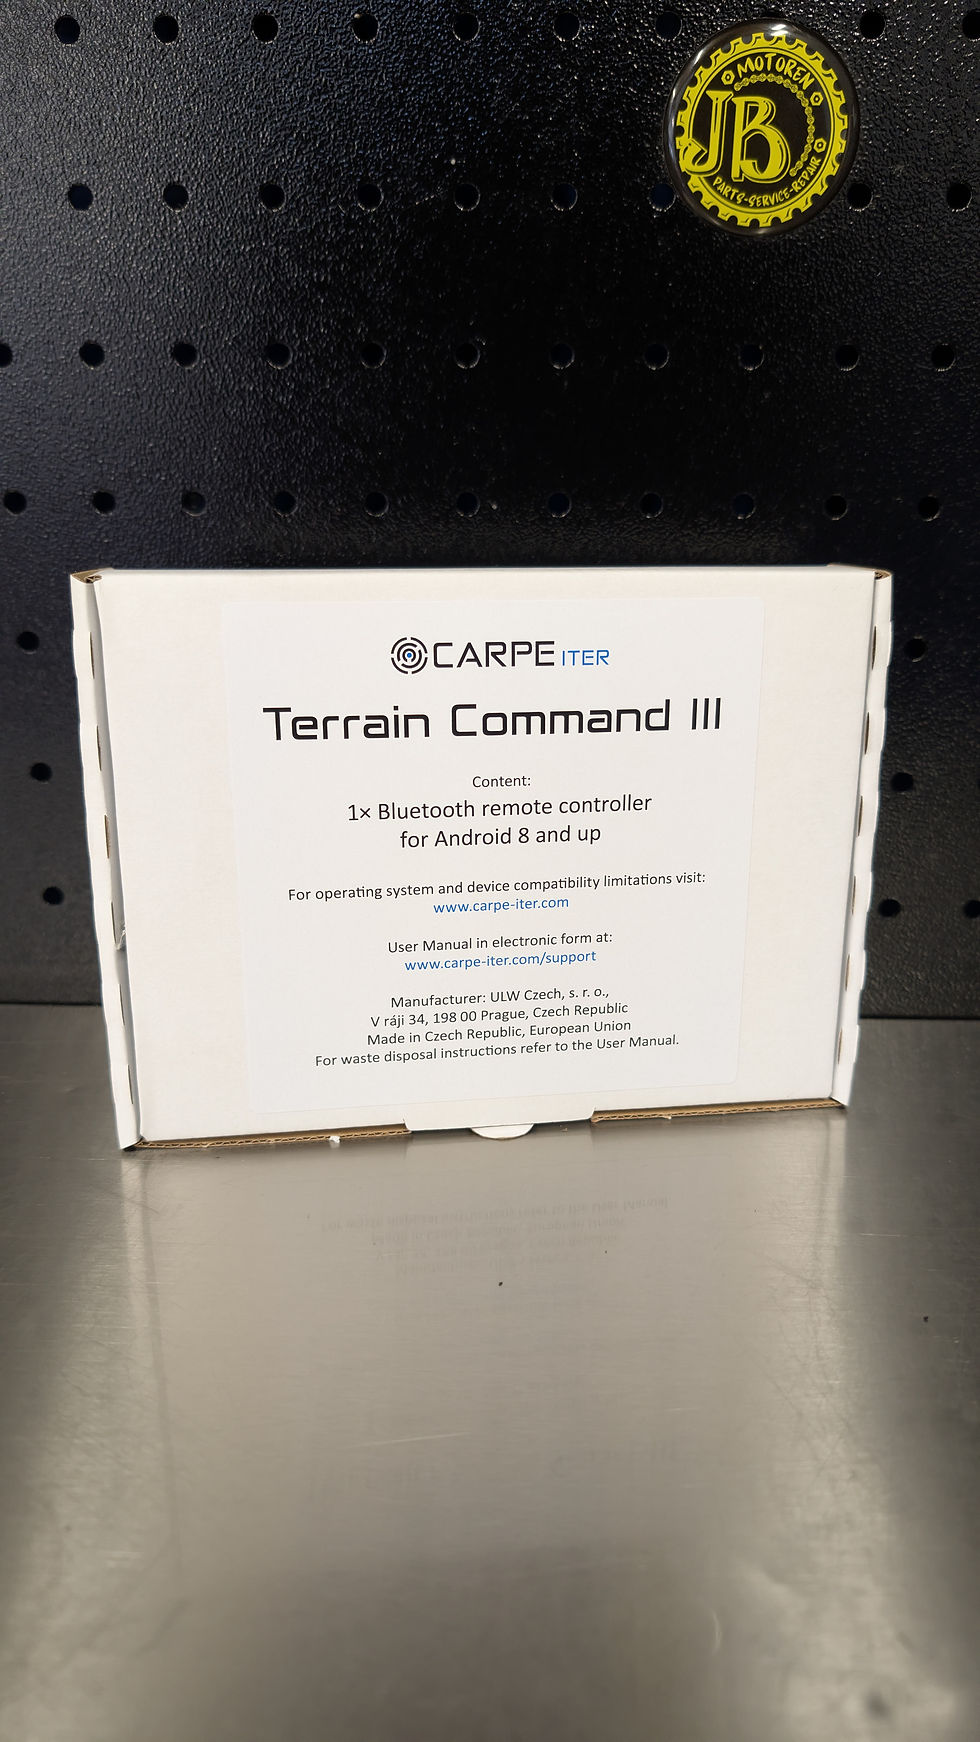 MOTOREN
JB
PARTS-SERVICE-REPAIR
CARPE ITER
Terrain Command III
Content:
1× Bluetooth remote controller
for Android 8 and up
For operating system and device compatibility limitations visit:
www.carpe-iter.com
User Manual in electronic form at:
www.carpe-iter.com/support
Manufacturer: ULW Czech, s. r. o.,
V ráji 34, 198 00 Prague, Czech Republic
Made in Czech Republic, European Union
For waste disposal instructions refer to the User Manual.